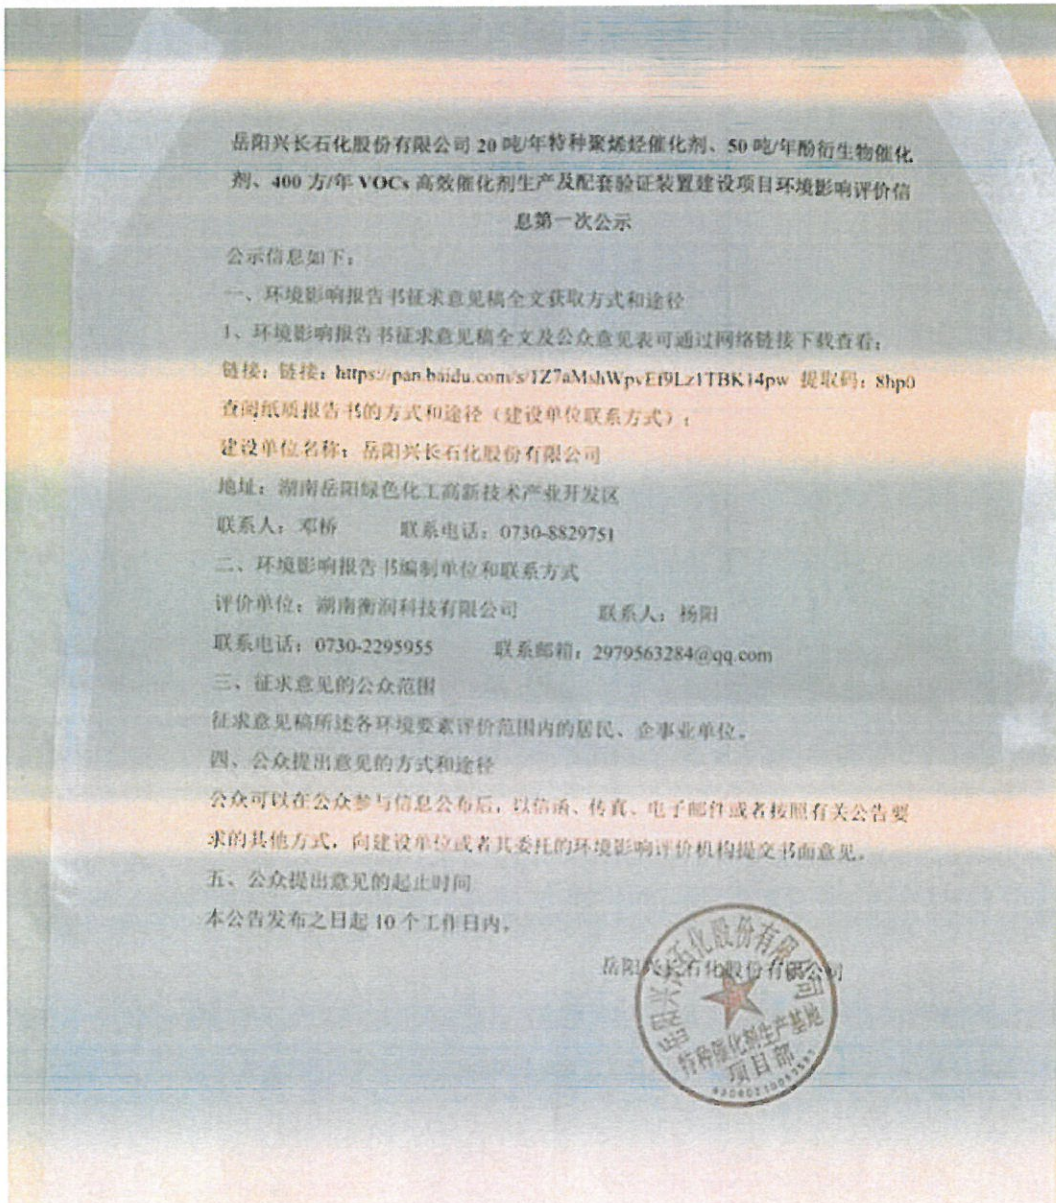 岳阳兴长石化股份有限公司 20 吨/年特种聚烯烃催化剂、50 吨/年酚衍生物催化
剂、400 方/年 VOCs 高效催化剂生产及配套验证装置建设项目环境影响评价信
息第一次公示
公示信息如下：
一、环境影响报告书征求意见稿全文获取方式和途径
1、环境影响报告书征求意见稿全文及公众意见表可通过网络链接下载查看：
链接：链接：https://pan.baidu.com/s/1Z7aMshWpvEf9Lz1TBK14pw 提取码：8hp0
查阅纸质报告书的方式和途径（建设单位联系方式）：
建设单位名称：岳阳兴长石化股份有限公司
地址：湖南岳阳绿色化工高新技术产业开发区
联系人：邓桥 联系电话：0730-8829751
二、环境影响报告书编制单位和联系方式
评价单位：湖南衡润科技有限公司 联系人：杨阳
联系电话：0730-2295955 联系邮箱：2979563284@qq.com
三、征求意见的公众范围
征求意见稿所述各环境要素评价范围内的居民、企事业单位。
四、公众提出意见的方式和途径
公众可以在公众参与信息公布后，以信函、传真、电子邮件或者按照有关公告要
求的其他方式，向建设单位或者其委托的环境影响评价机构提交书面意见。
五、公众提出意见的起止时间
本公告发布之日起 10 个工作日内。
岳阳兴长石化股份有限公司
岳阳兴长石化股份有限公司
特种催化剂生产基地
项目部